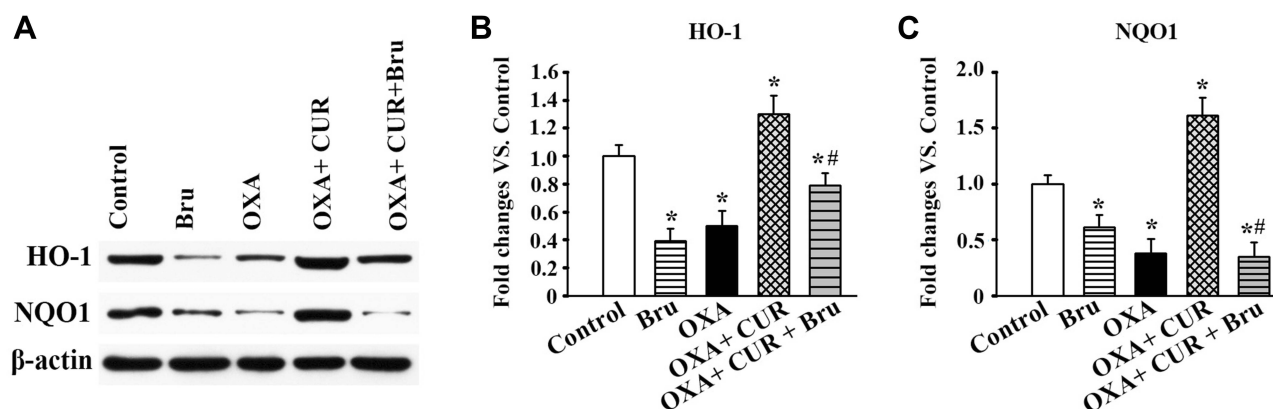 A
Control
Bru
OXA
OXA+ CUR
OXA+ CUR+Bru
HO-1
NQO1
β-actin
B
HO-1
Fold changes VS. Control
1.6
1.4
1.2
1.0
0.8
0.6
0.4
0.2
0
*
*
*
*#
Control
Bru
OXA
OXA+ CUR
OXA+ CUR + Bru
C
NQO1
Fold changes VS. Control
2.0
1.5
1.0
0.5
0
*
*
*
*#
Control
Bru
OXA
OXA+ CUR
OXA+ CUR + Bru